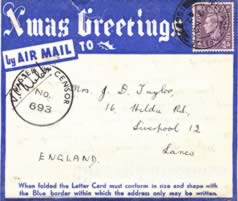 Xmas Greetings
by AIR MAIL TO
PASSED CENSOR
No.
693
Mrs. J. D. Taylor,
16 Hilda Rd,
Liverpool 12
Lancs
ENGLAND.
When folded the Letter Card must conform in size and shape with
the Blue border within which the address only may be written.